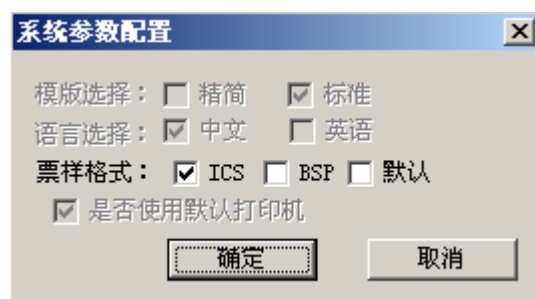 系统参数配置
模版选择： 精简 标准
语言选择： 中文 英语
票样格式： ICS BSP 默认
是否使用默认打印机
确定 取消